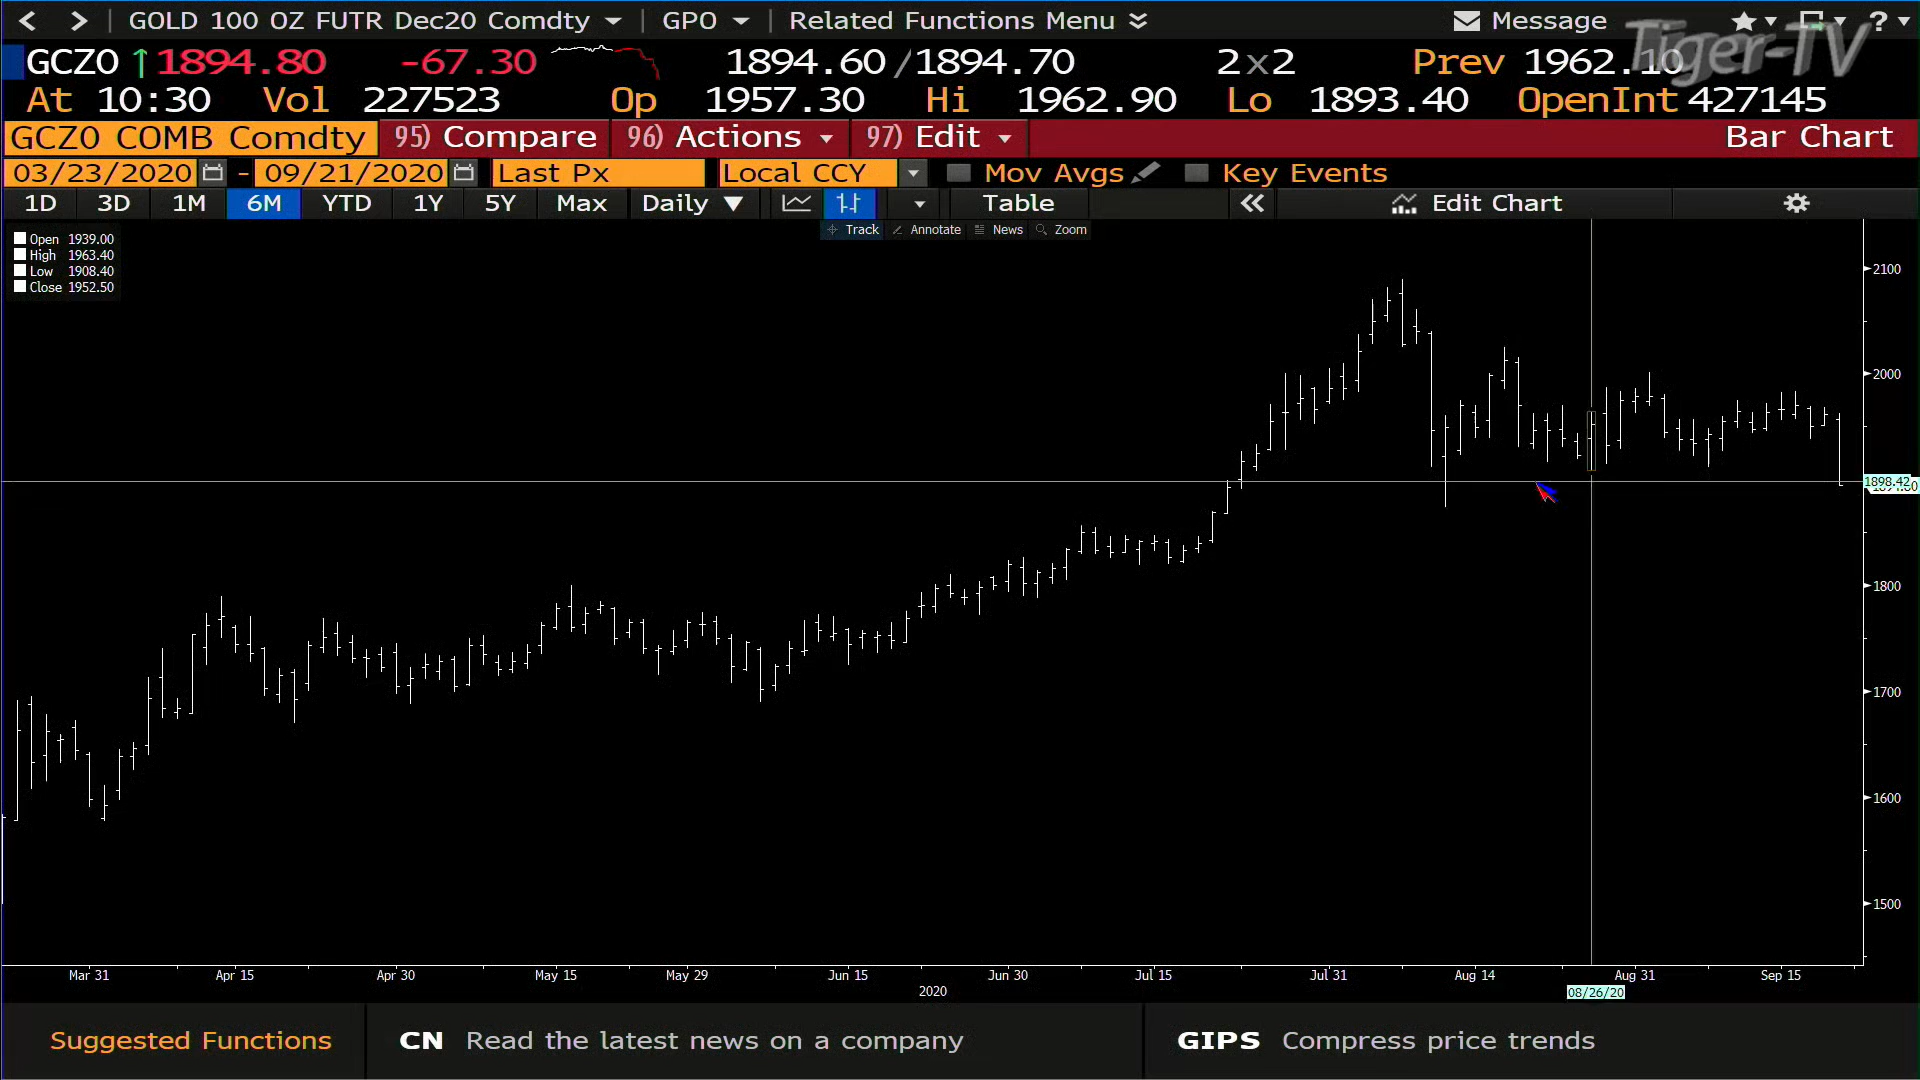 GOLD 100 OZ FUTR Dec20 Comdty GPO Related Functions Menu Message ?
GCZ0 ↑1894.80 -67.30 1894.60/1894.70 2x2 Prev 1962.10 Tiger-TV
At 10:30 Vol 227523 Op 1957.30 Hi 1962.90 Lo 1893.40 OpenInt 427145
GCZ0 COMB Comdty 95) Compare 96) Actions 97) Edit Bar Chart
03/23/2020 - 09/21/2020 Last Px Local CCY Mov Avgs Key Events
1D 3D 1M 6M YTD 1Y 5Y Max Daily ▼ Table « Edit Chart
Track Annotate News Zoom
Open 1939.00
High 1963.40
Low 1908.40
Close 1952.50
2100
2000
1898.42
1800
1700
1600
1500
Mar 31 Apr 15 Apr 30 May 15 May 29 Jun 15 Jun 30 Jul 15 Jul 31 Aug 14 Aug 31 Sep 15
2020 08/26/20
Suggested Functions CN Read the latest news on a company GIPS Compress price trends